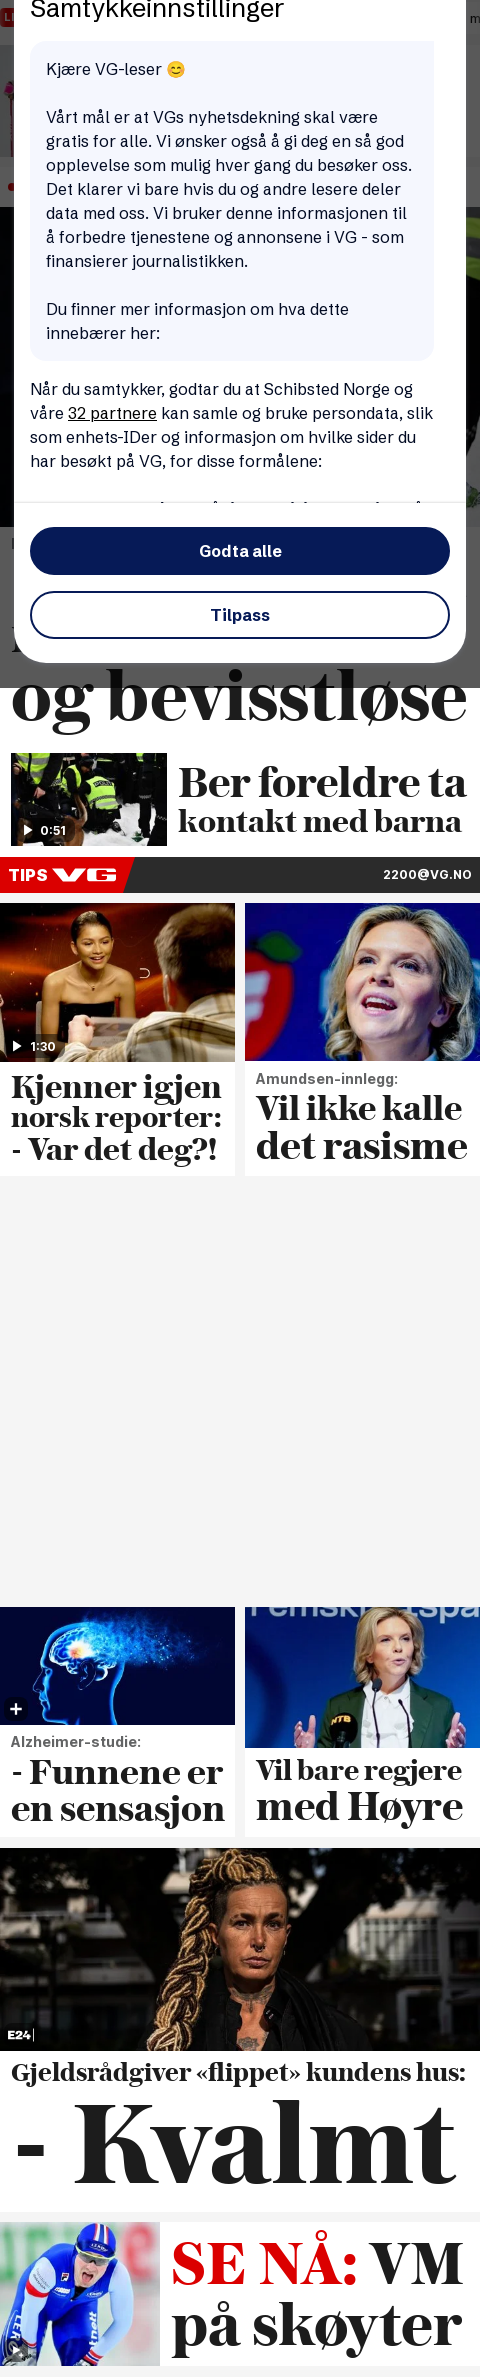 Samtykkeinnstillinger
Kjære VG-leser 😊
Vårt mål er at VGs nyhetsdekning skal være
gratis for alle. Vi ønsker også å gi deg en så god
opplevelse som mulig hver gang du besøker oss.
Det klarer vi bare hvis du og andre lesere deler
data med oss. Vi bruker denne informasjonen til
å forbedre tjenestene og annonsene i VG - som
finansierer journalistikken.
Du finner mer informasjon om hva dette
innebærer her:
Når du samtykker, godtar du at Schibsted Norge og
våre 32 partnere kan samle og bruke persondata, slik
som enhets-IDer og informasjon om hvilke sider du
har besøkt på VG, for disse formålene:
Godta alle
Tilpass
og bevisstløse
0:51
Ber foreldre ta
kontakt med barna
TIPS VG
2200@VG.NO
1:30
Kjenner igjen
norsk reporter:
- Var det deg?!
Amundsen-innlegg:
Vil ikke kalle
det rasisme
Alzheimer-studie:
- Funnene er
en sensasjon
NTB
Vil bare regjere
med Høyre
E24
Gjeldsrådgiver «flippet» kundens hus:
- Kvalmt
SE NÅ: VM
på skøyter